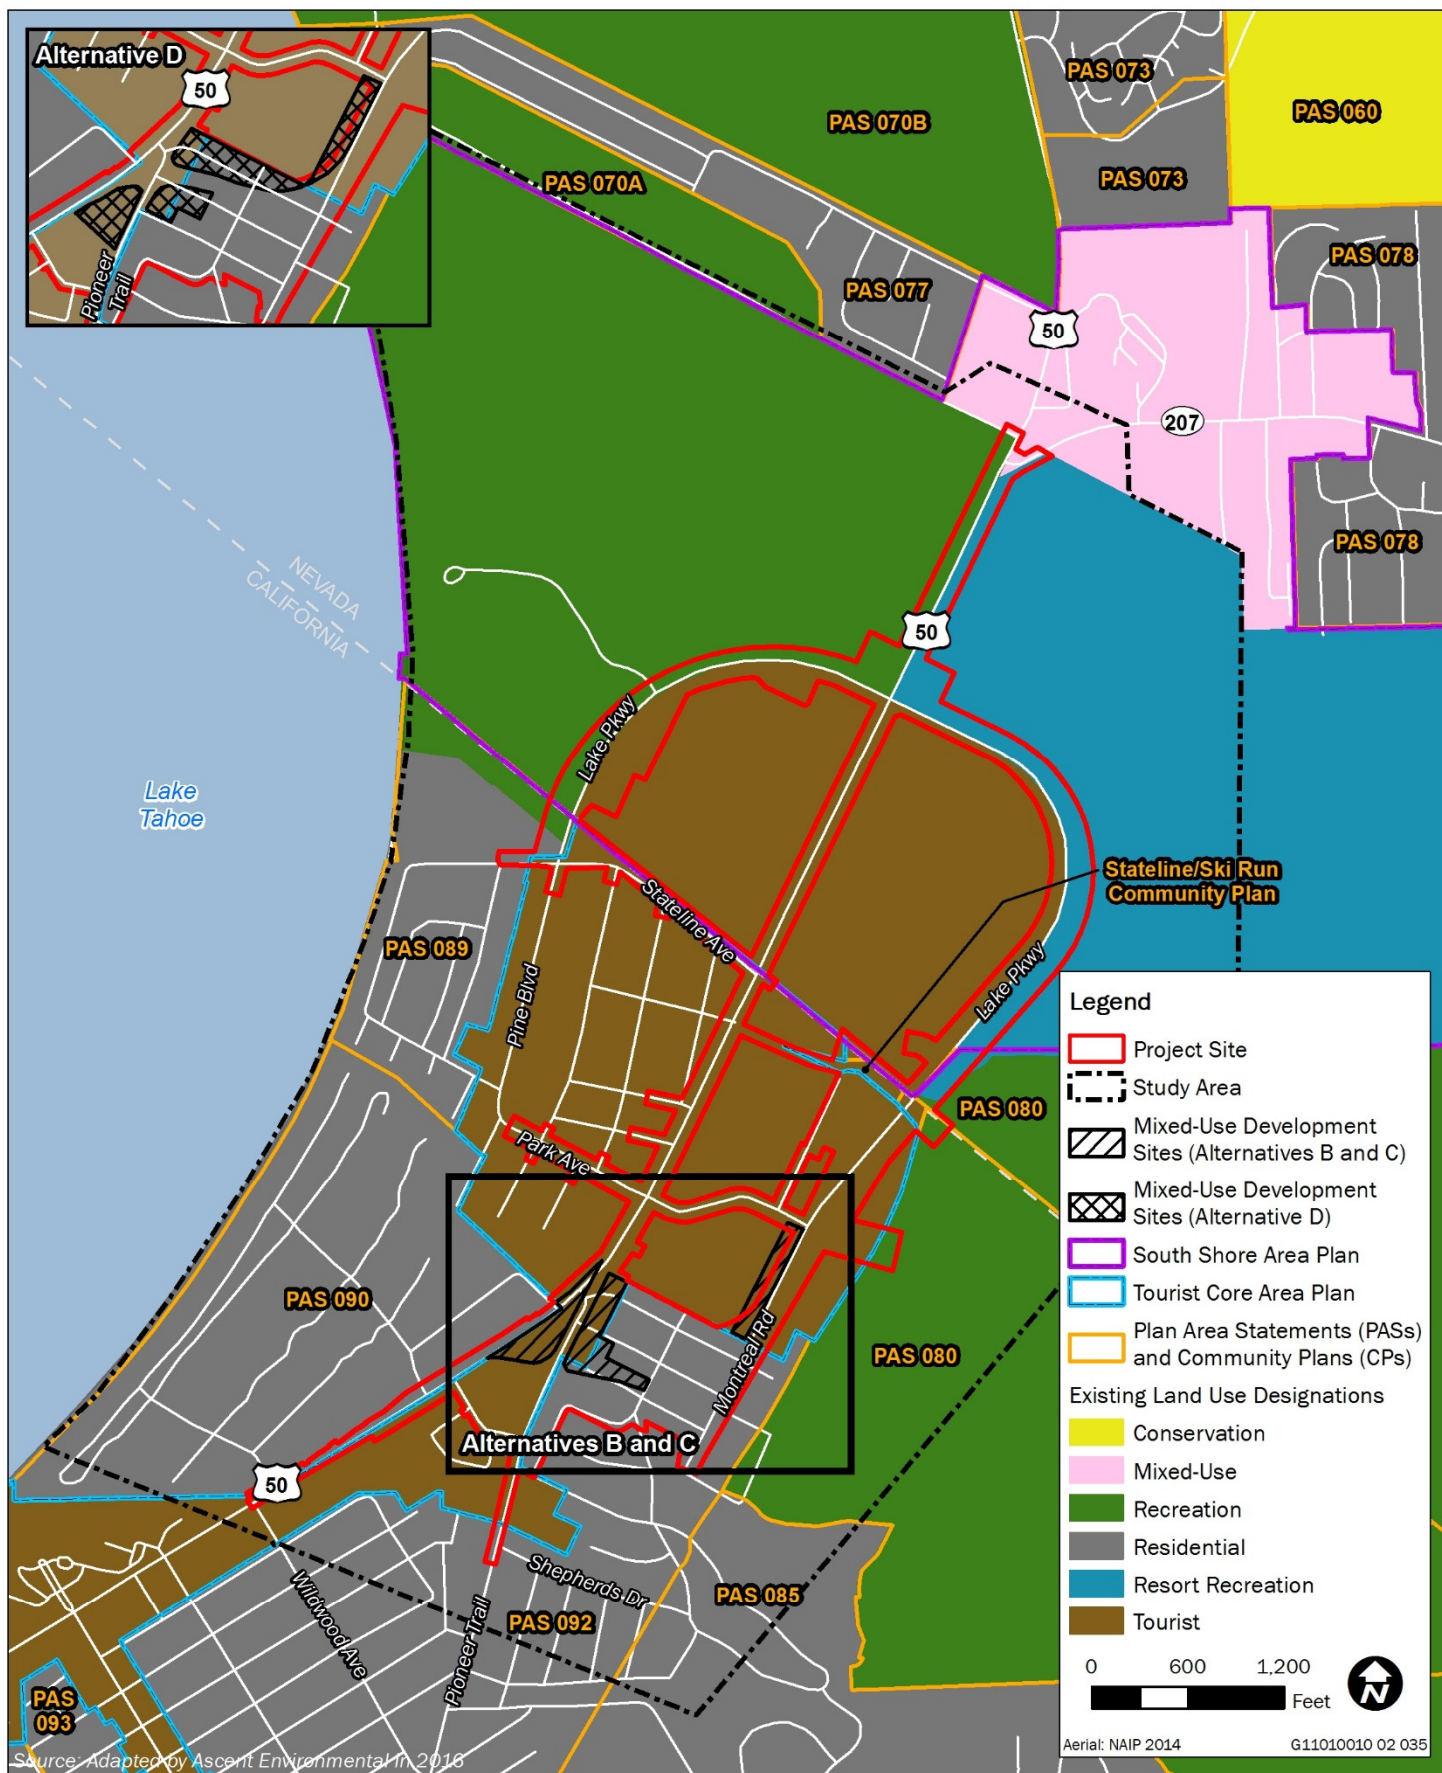 Alternative D
50
Pioneer
Trail
PAS 073
PAS 060
PAS 070B
PAS 073
PAS 070A
PAS 078
PAS 077
50
207
PAS 078
NEVADA
CALIFORNIA
50
Lake Pkwy
Lake
Tahoe
Stateline/Ski Run
Community Plan
Stateline Ave
PAS 089
Pine Blvd
Lake Pkwy
PAS 080
Park Ave
PAS 090
PAS 080
Montreal Rd
Alternatives B and C
50
Shepherds Dr
Wildwood Ave
PAS 085
PAS 092
Pioneer Trail
PAS
093
Source: Adapted by Ascent Environmental in 2016
Legend
Project Site
Study Area
Mixed-Use Development
Sites (Alternatives B and C)
Mixed-Use Development
Sites (Alternative D)
South Shore Area Plan
Tourist Core Area Plan
Plan Area Statements (PASs)
and Community Plans (CPs)
Existing Land Use Designations
Conservation
Mixed-Use
Recreation
Residential
Resort Recreation
Tourist
0 600 1,200
Feet
N
Aerial: NAIP 2014 G11010010 02 035